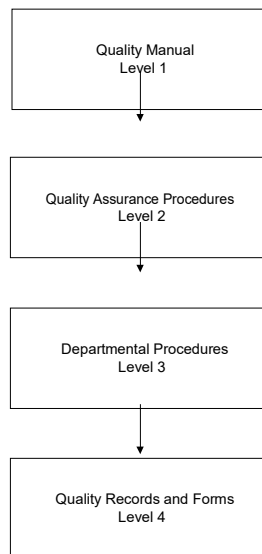 Quality Manual
Level 1
Quality Assurance Procedures
Level 2
Departmental Procedures
Level 3
Quality Records and Forms
Level 4